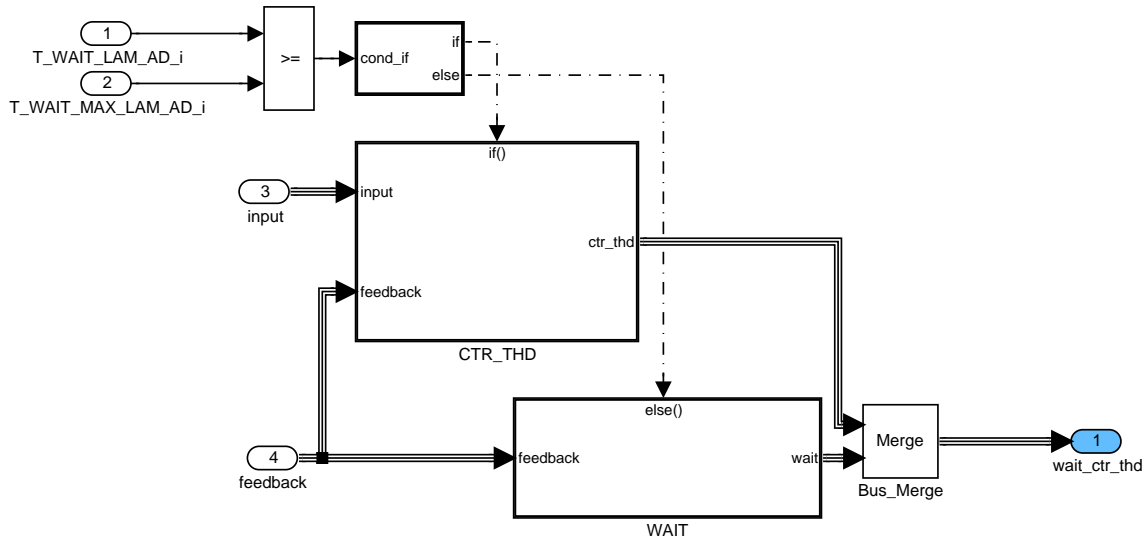 1
T_WAIT_LAM_AD_i
2
T_WAIT_MAX_LAM_AD_i
>=
cond_if
if
else
if()
3
input
input
ctr_thd
feedback
CTR_THD
else()
4
feedback
feedback
wait
WAIT
Merge
Bus_Merge
1
wait_ctr_thd